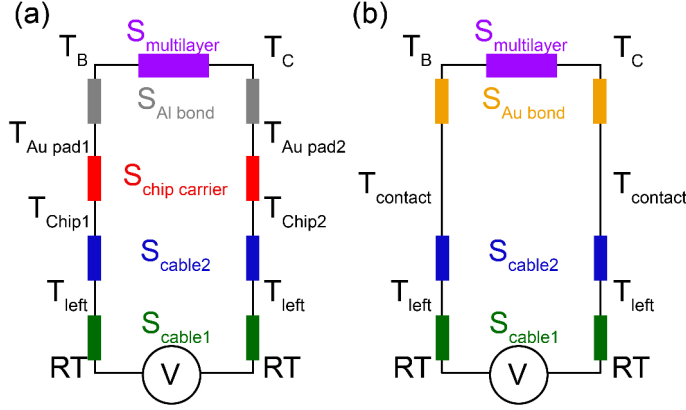 (a)
S multilayer
T B
T C
S Al bond
T Au pad1
T Au pad2
S chip carrier
T Chip1
T Chip2
S cable2
T left
T left
S cable1
RT
V
RT
(b)
S multilayer
T B
T C
S Au bond
T contact
T contact
S cable2
T left
T left
S cable1
RT
V
RT